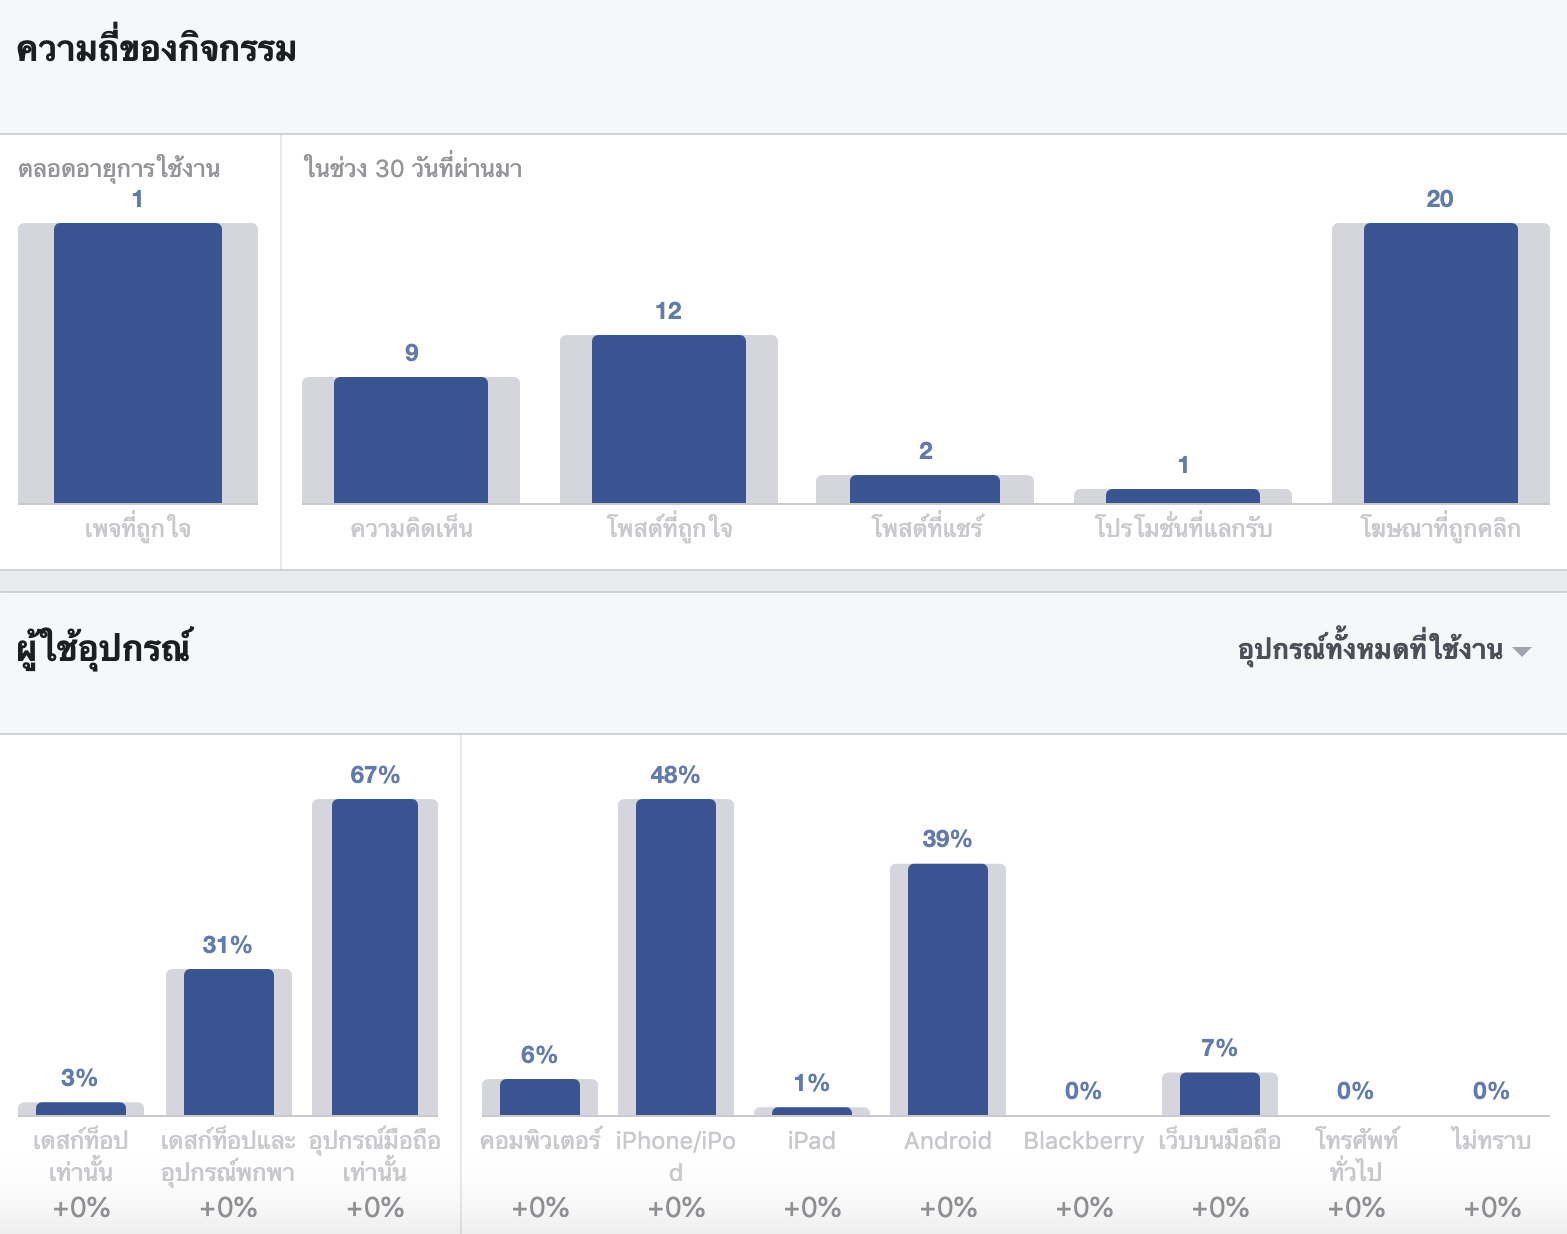 ความถี่ของกิจกรรม
ตลอดอายุการใช้งาน
1
เพจที่ถูกใจ
ในช่วง 30 วันที่ผ่านมา
9
12
2
1
20
ความคิดเห็น
โพสต์ที่ถูกใจ
โพสต์ที่แชร์
โปรโมชั่นที่แลกรับ
โฆษณาที่ถูกคลิก
ผู้ใช้อุปกรณ์
อุปกรณ์ทั้งหมดที่ใช้งาน
3%
31%
67%
เดสก์ท็อป
เท่านั้น
เดสก์ท็อปและ
อุปกรณ์พกพา
อุปกรณ์มือถือ
เท่านั้น
+0%
+0%
+0%
6%
48%
1%
39%
0%
7%
0%
0%
คอมพิวเตอร์
iPhone/iPo
d
iPad
Android
Blackberry
เว็บบนมือถือ
โทรศัพท์
ทั่วไป
ไม่ทราบ
+0%
+0%
+0%
+0%
+0%
+0%
+0%
+0%